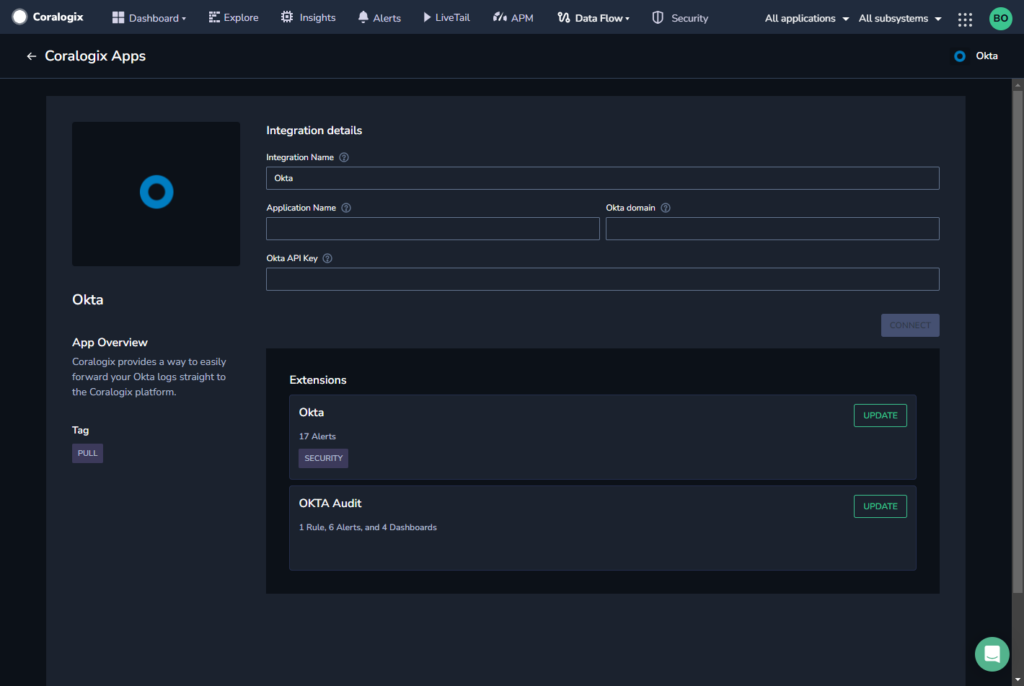 Coralogix Dashboard Explore Insights Alerts LiveTail APM Data Flow Security All applications All subsystems BO
Coralogix Apps Okta
Integration details
Integration Name
Okta
Application Name Okta domain
Okta API Key
Okta
CONNECT
App Overview
Coralogix provides a way to easily
forward your Okta logs straight to
the Coralogix platform.
Tag
PULL
Extensions
Okta UPDATE
17 Alerts
SECURITY
OKTA Audit UPDATE
1 Rule, 6 Alerts, and 4 Dashboards